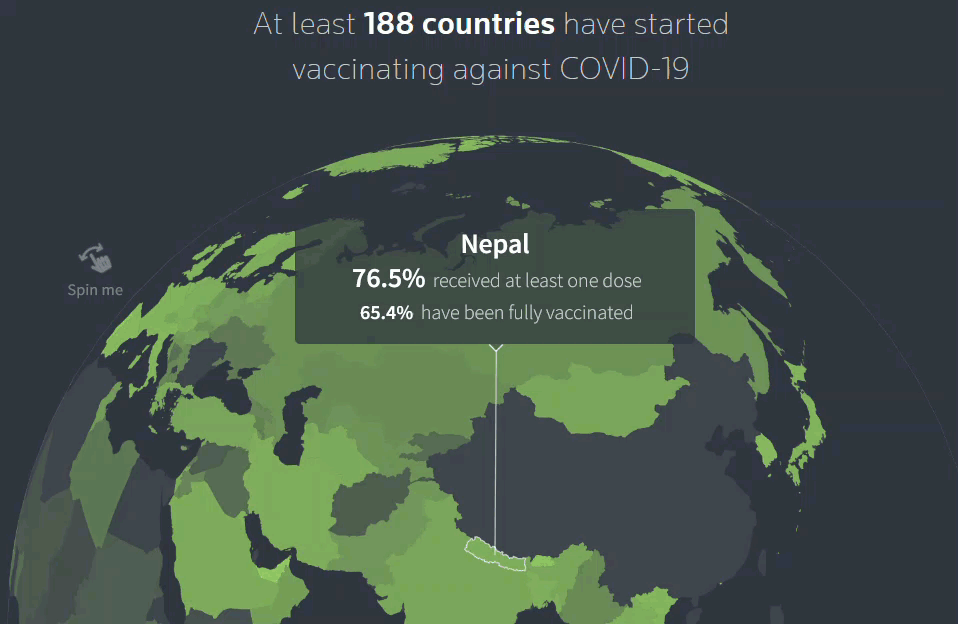 At least 188 countries have started
vaccinating against COVID-19
Spin me
Nepal
76.5% received at least one dose
65.4% have been fully vaccinated